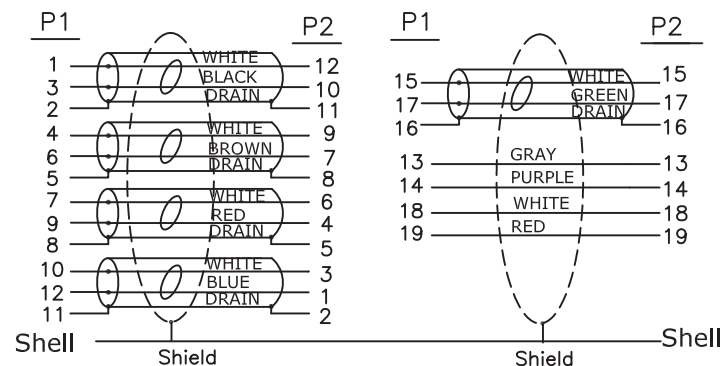 P1 P2
1 WHITE 12
3 BLACK 10
2 DRAIN 11
4 WHITE 9
6 BROWN 7
5 DRAIN 8
7 WHITE 6
9 RED 4
8 DRAIN 5
10 WHITE 3
12 BLUE 1
11 DRAIN 2
Shell
Shield
P1 P2
15 WHITE 15
17 GREEN 17
16 DRAIN 16
13 GRAY 13
14 PURPLE 14
18 WHITE 18
19 RED 19
Shell
Shield